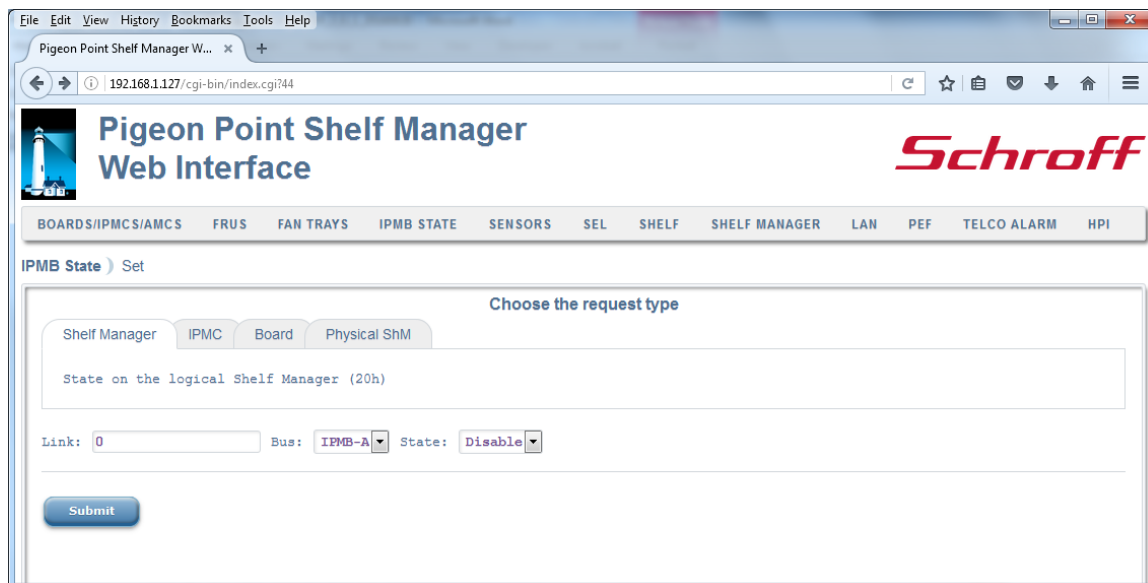 File Edit View History Bookmarks Tools Help
Pigeon Point Shelf Manager W... × +
192.168.1.127/cgi-bin/index.cgi?44
Pigeon Point Shelf Manager
Web Interface
Schroff
BOARDS/IPMCS/AMCS FRUS FAN TRAYS IPMB STATE SENSORS SEL SHELF SHELF MANAGER LAN PEF TELCO ALARM HPI
IPMB State ) Set
Choose the request type
Shelf Manager IPMC Board Physical ShM
State on the logical Shelf Manager (20h)
Link: 0 Bus: IPMB-A State: Disable
Submit